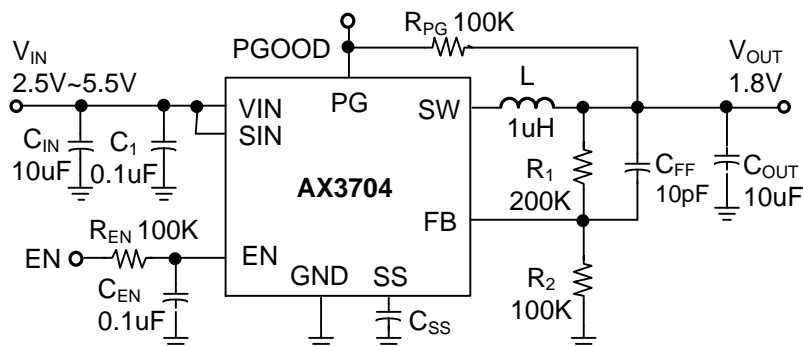 PGOOD
R_PG 100K
V_IN
2.5V~5.5V
V_OUT
1.8V
VIN
SIN
PG
SW
L
1uH
C_IN
10uF
C_1
0.1uF
AX3704
R_1
200K
C_FF
10pF
C_OUT
10uF
FB
R_EN 100K
EN
EN
C_EN
0.1uF
GND
SS
C_SS
R_2
100K